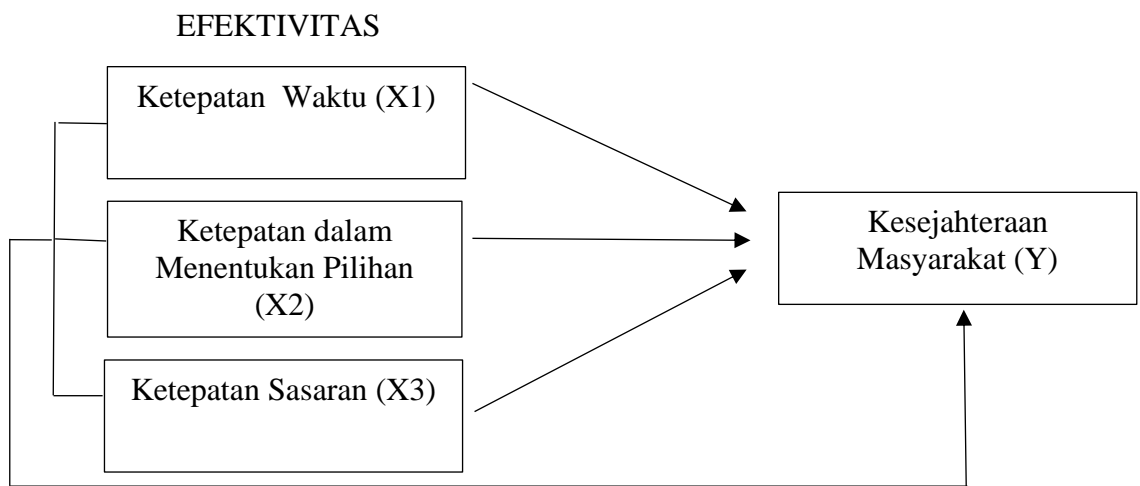 EFEKTIVITAS
Ketepatan Waktu (X1)
Ketepatan dalam
Menentukan Pilihan
(X2)
Ketepatan Sasaran (X3)
Kesejahteraan
Masyarakat (Y)